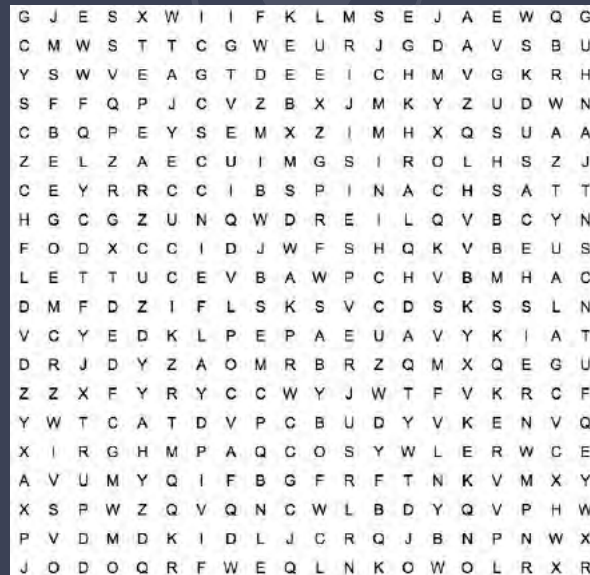 G J E S X W I I F K L M S E J A E W Q G
C M W S T T C G W E U R J G D A V S B U
Y S W V E A G T D E E I C H M V G K R H
S F F Q P J C V Z B X J M K Y Z U D W N
C B Q P E Y S E M X Z I M H X Q S U A A
Z E L Z A E C U I M G S I R O L H S Z J
C E Y R R C C I B S P I N A C H S A T T
H G C G Z U N Q W D R E I L Q V B C Y N
F O D X C C I D J W F S H Q K V B E U S
L E T T U C E V B A W P C H V B M H A C
D M F D Z I F L S K S V C D S K S S L N
V C Y E D K L P E P A E U A V Y K I A T
D R J D Y Z A O M R B R Z Q M X Q E G U
Z Z X F Y R Y C C W Y J W T F V K R C F
Y W T C A T D V P C B U D Y V K E N V Q
X I R G H M P A Q C O S Y W L E R W C E
A V U M Y Q I F B G F R F T N K V M X Y
X S P W Z Q V Q N C W L B D Y Q V P H W
P V D M D K I D L J C R Q J B N P N W X
J O D O Q R F W E Q L N K O W O L R X R